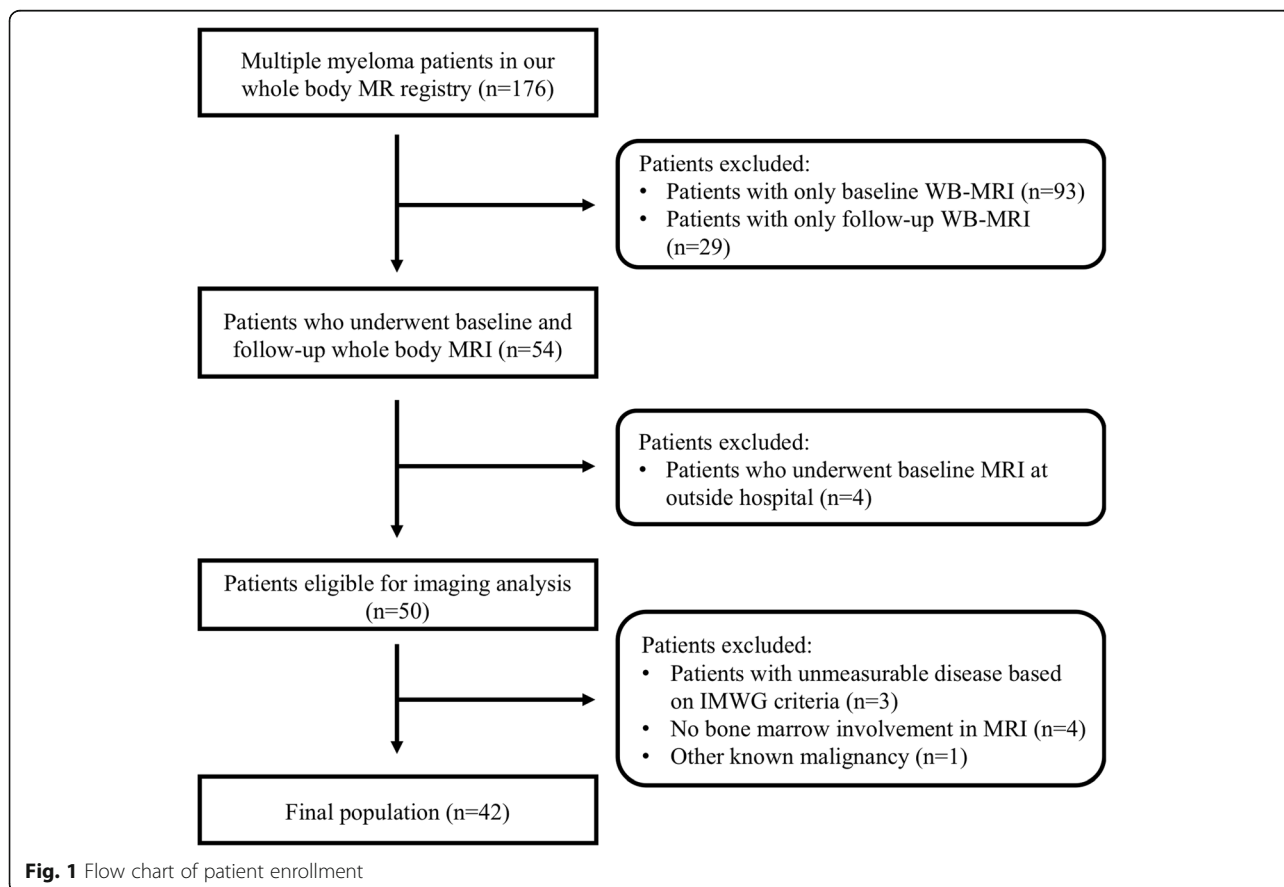 Multiple myeloma patients in our
whole body MR registry (n=176)
Patients excluded:
• Patients with only baseline WB-MRI (n=93)
• Patients with only follow-up WB-MRI
(n=29)
Patients who underwent baseline and
follow-up whole body MRI (n=54)
Patients excluded:
• Patients who underwent baseline MRI at
outside hospital (n=4)
Patients eligible for imaging analysis
(n=50)
Patients excluded:
• Patients with unmeasurable disease based
on IMWG criteria (n=3)
• No bone marrow involvement in MRI (n=4)
• Other known malignancy (n=1)
Final population (n=42)
Fig. 1 Flow chart of patient enrollment